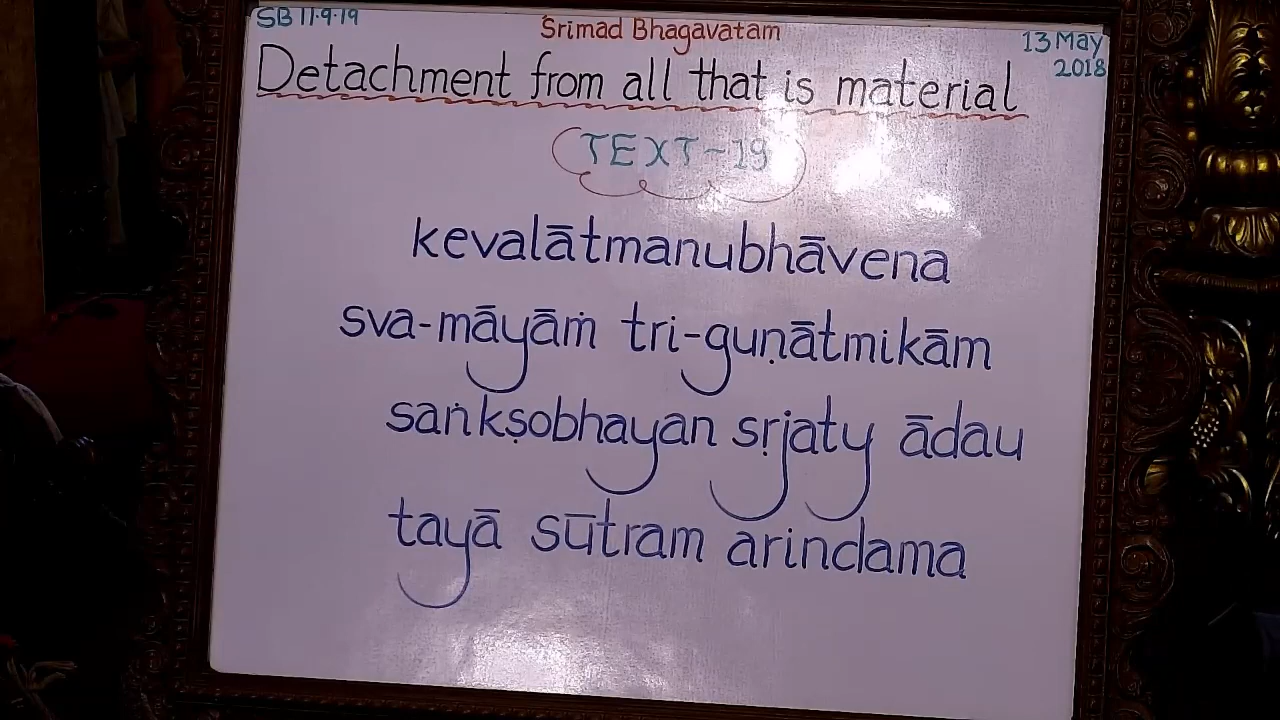 SB 11.9.19
Srimad Bhagavatam
13 May
2018
Detachment from all that is material
TEXT-19
kevalātmanubhāvena
sva-māyāṁ tri-guṇātmikām
saṅkṣobhayan sṛjaty ādau
tayā sūtram arindama